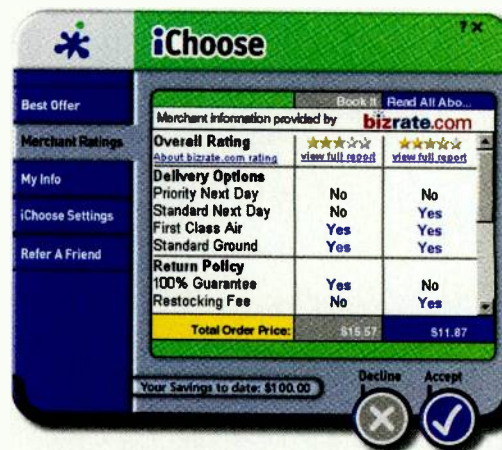 ? x
iChoose
Best Offer
Merchant Ratings
My Info
iChoose Settings
Refer A Friend
Book It Read All Abo...
Merchant information provided by bizrate.com
Overall Rating
About bizrate.com rating view full report view full report
Delivery Options
Priority Next Day No No
Standard Next Day No Yes
First Class Air Yes Yes
Standard Ground Yes Yes
Return Policy
100% Guarantee Yes No
Restocking Fee No Yes
Total Order Price: $15.57 $11.87
Your Savings to date: $100.00
Decline Accept